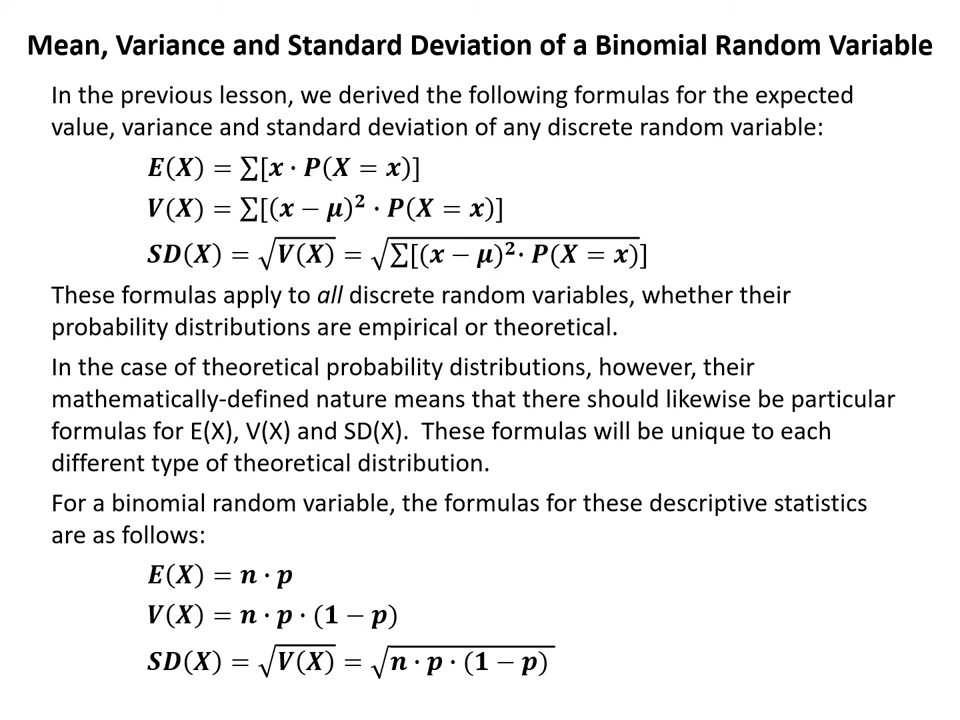 Mean, Variance and Standard Deviation of a Binomial Random Variable
In the previous lesson, we derived the following formulas for the expected
value, variance and standard deviation of any discrete random variable:
E(X) = ∑[x · P(X = x)]
V(X) = ∑[(x − μ)² · P(X = x)]
SD(X) = √V(X) = √∑[(x − μ)²· P(X = x)]
These formulas apply to all discrete random variables, whether their
probability distributions are empirical or theoretical.
In the case of theoretical probability distributions, however, their
mathematically-defined nature means that there should likewise be particular
formulas for E(X), V(X) and SD(X).  These formulas will be unique to each
different type of theoretical distribution.
For a binomial random variable, the formulas for these descriptive statistics
are as follows:
E(X) = n · p
V(X) = n · p · (1 − p)
SD(X) = √V(X) = √n · p · (1 − p)